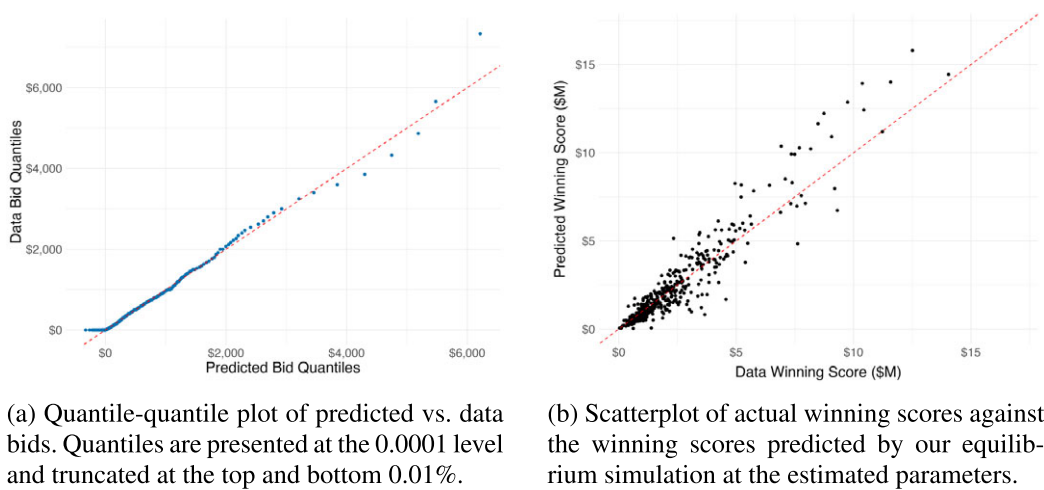 $6,000
$4,000
$2,000
$0
Data Bid Quantiles
$0 $2,000 $4,000 $6,000
Predicted Bid Quantiles
$15
$10
$5
$0
Predicted Winning Score ($M)
$0 $5 $10 $15
Data Winning Score ($M)
(a) Quantile-quantile plot of predicted vs. data
bids. Quantiles are presented at the 0.0001 level
and truncated at the top and bottom 0.01%.
(b) Scatterplot of actual winning scores against
the winning scores predicted by our equilib-
rium simulation at the estimated parameters.